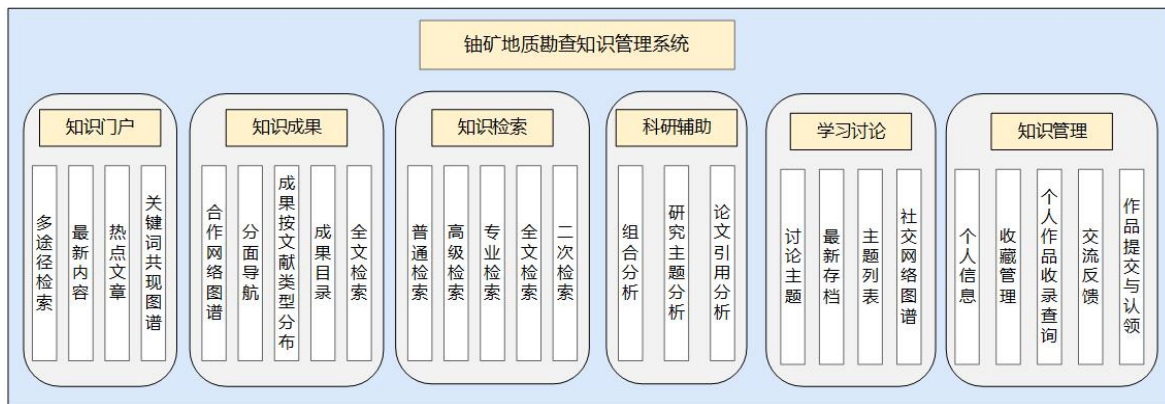 铀矿地质勘查知识管理系统
知识门户
多途径检索
最新内容
热点文章
关键词共现图谱
知识成果
合作网络图谱
分面导航
成果按文献类型分布
成果目录
全文检索
知识检索
普通检索
高级检索
专业检索
全文检索
二次检索
科研辅助
组合分析
研究主题分析
论文引用分析
学习讨论
讨论主题
最新存档
主题列表
社交网络图谱
知识管理
个人信息
收藏管理
个人作品收录查询
交流反馈
作品提交与认领